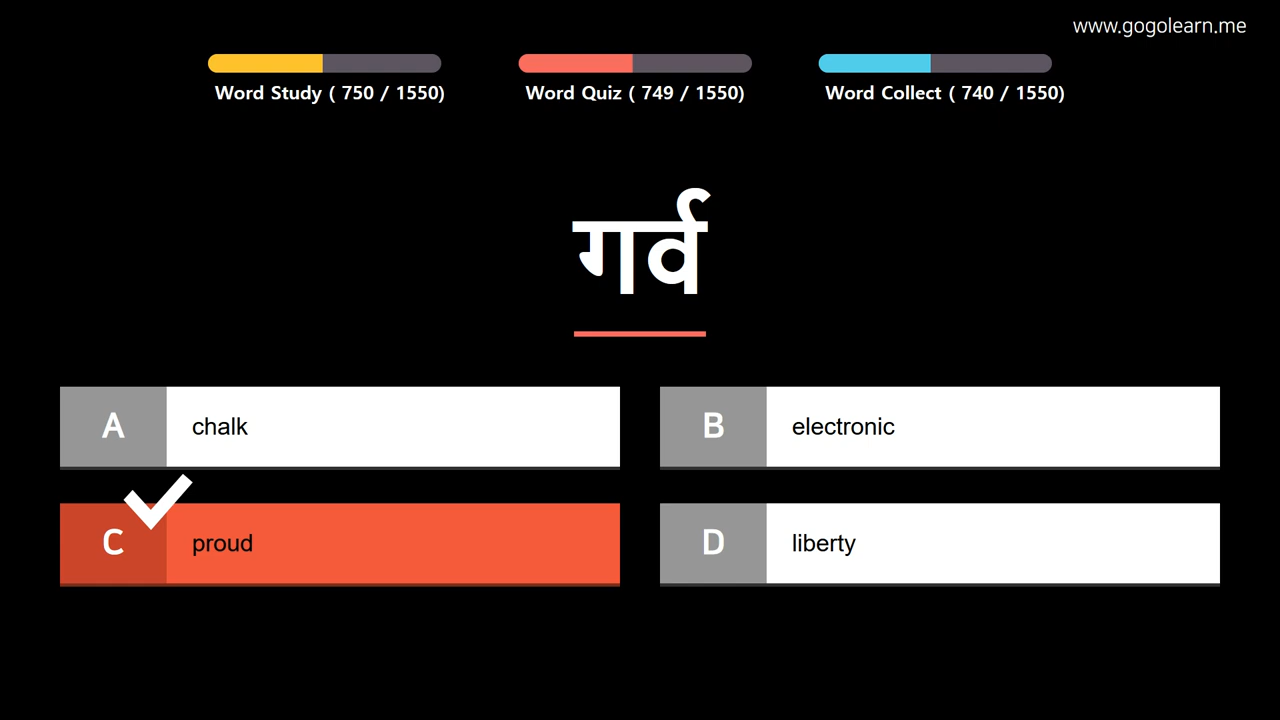 www.gogolearn.me
Word Study ( 750 / 1550)
Word Quiz ( 749 / 1550)
Word Collect ( 740 / 1550)
गर्व
A chalk
B electronic
C proud
D liberty